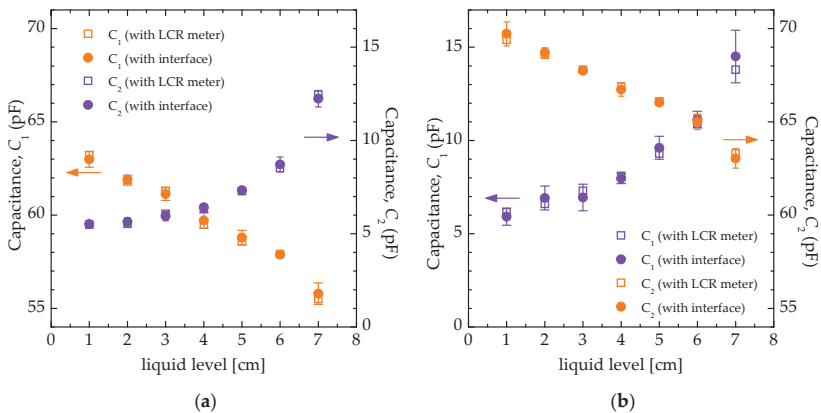 70
65
60
55
Capacitance, C₁ (pF)
C₁ (with LCR meter)
C₁ (with interface)
C₂ (with LCR meter)
C₂ (with interface)
15
10
5
0
Capacitance, C₂ (pF)
0 1 2 3 4 5 6 7 8
liquid level [cm]
(a)
15
10
5
0
Capacitance, C₁ (pF)
C₁ (with LCR meter)
C₁ (with interface)
C₂ (with LCR meter)
C₂ (with interface)
70
65
60
55
Capacitance, C₂ (pF)
0 1 2 3 4 5 6 7 8
liquid level [cm]
(b)